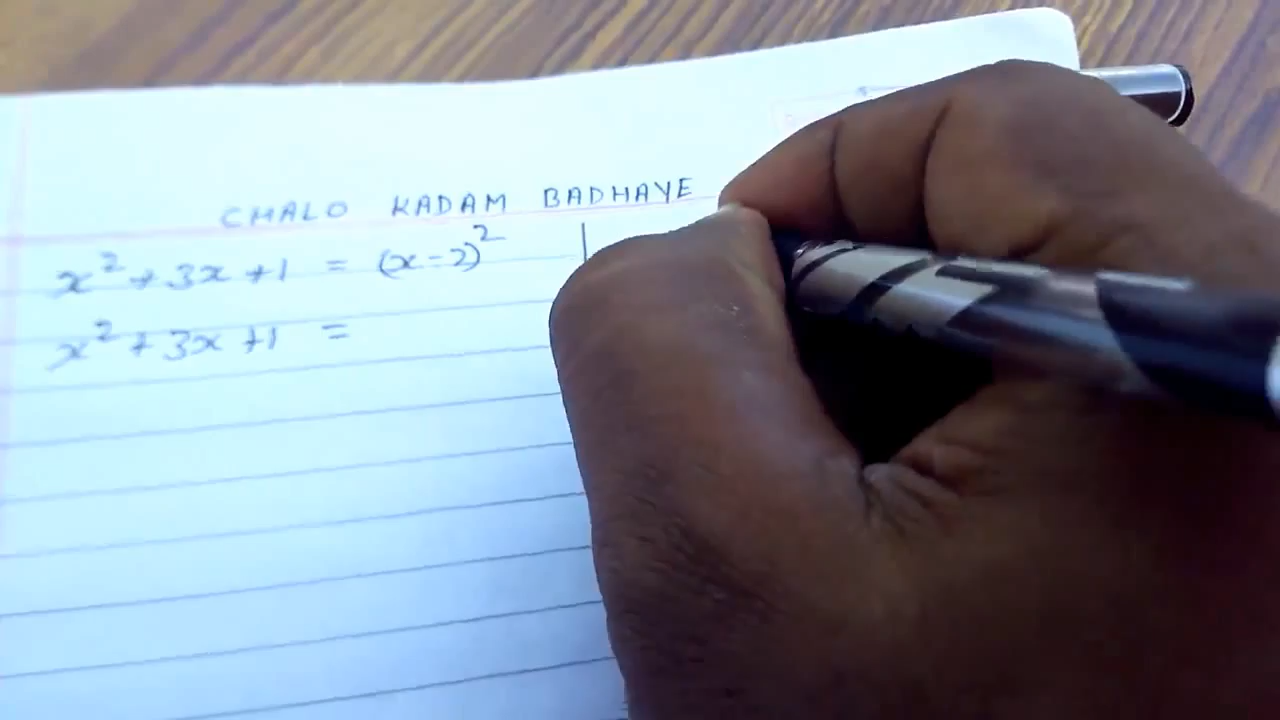 CHALO KADAM BADHAYE
x² + 3x + 1 = (x - 2)²
x² + 3x + 1 =